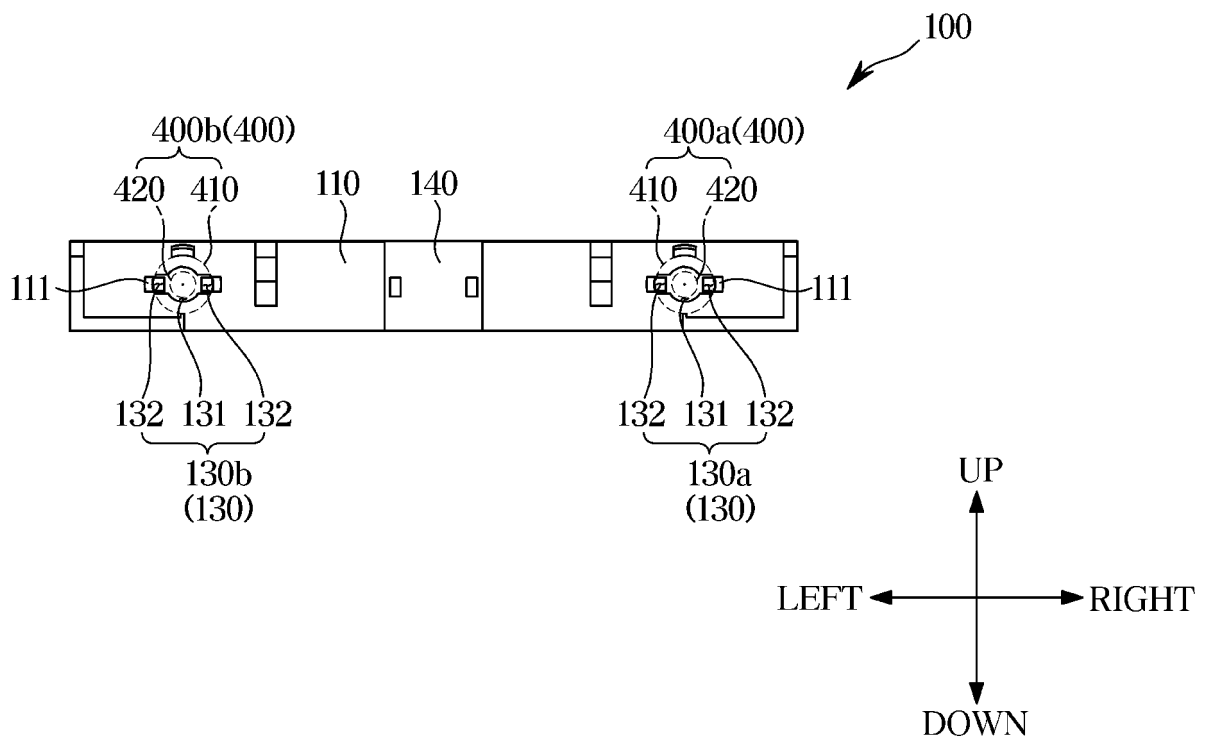 100
400b(400) 400a(400)
420 410 110 140 410 420
111 111
132 131 132 132 131 132
130b 130a
(130) (130)
UP
LEFT RIGHT
DOWN